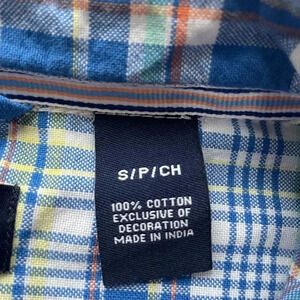 S/P/CH
100% COTTON
EXCLUSIVE OF
DECORATION
MADE IN INDIA